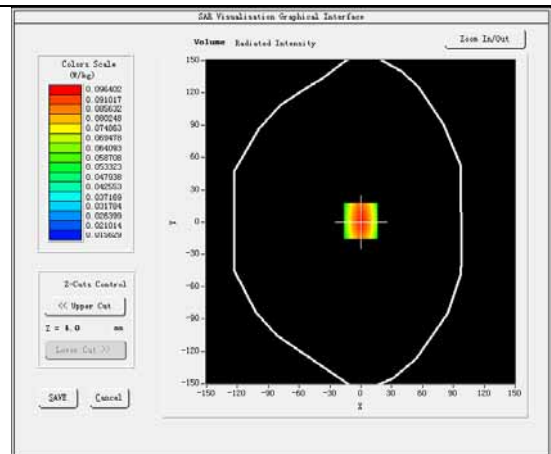 SAR Visualisation Graphical Interface
Volume Radiated Intensity
Zoom In/Out
Colors Scale
(W/kg)
0.096402
0.091017
0.085632
0.080248
0.074863
0.069478
0.064093
0.058708
0.053323
0.047938
0.042553
0.037169
0.031784
0.026399
0.021014
0.015629
Z-Cuts Control
<< Upper Cut
Z = 4.0 mm
Lower Cut >>
SAVE
Cancel
150
120
90
60
30
0
-30
-60
-90
-120
-150
Y
-150 -120 -90 -60 -30 0 30 60 90 120 150
X